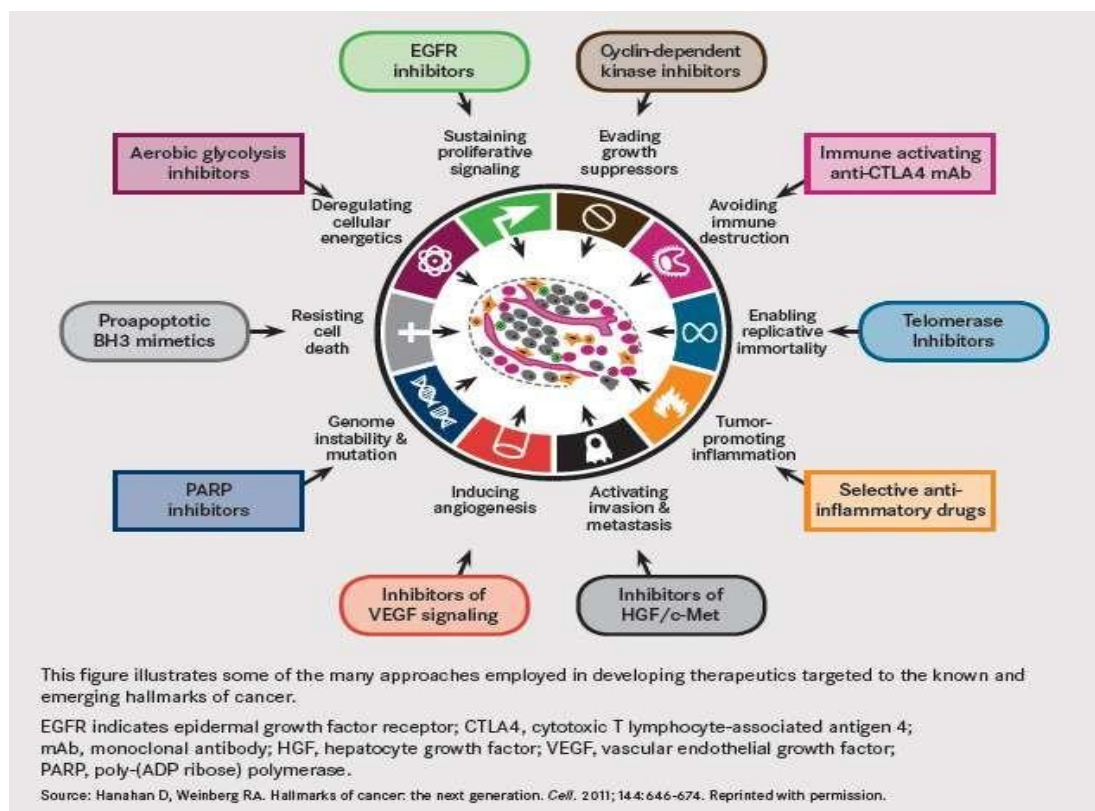 EGFR
inhibitors
Cyclin-dependent
kinase inhibitors
Sustaining
proliferative
signaling
Evading
growth
suppressors
Aerobic glycolysis
inhibitors
Immune activating
anti-CTLA4 mAb
Deregulating
cellular
energetics
Avoiding
immune
destruction
Proapoptotic
BH3 mimetics
Resisting
cell
death
Enabling
replicative
immortality
Telomerase
Inhibitors
Genome
instability &
mutation
Tumor-
promoting
inflammation
PARP
inhibitors
Inducing
angiogenesis
Activating
invasion &
metastasis
Selective anti-
inflammatory drugs
Inhibitors of
VEGF signaling
Inhibitors of
HGF/c-Met
This figure illustrates some of the many approaches employed in developing therapeutics targeted to the known and
emerging hallmarks of cancer.
EGFR indicates epidermal growth factor receptor; CTLA4, cytotoxic T lymphocyte-associated antigen 4;
mAb, monoclonal antibody; HGF, hepatocyte growth factor; VEGF, vascular endothelial growth factor;
PARP, poly-(ADP ribose) polymerase.
Source: Hanahan D, Weinberg RA. Hallmarks of cancer: the next generation. Cell. 2011; 144:646-674. Reprinted with permission.